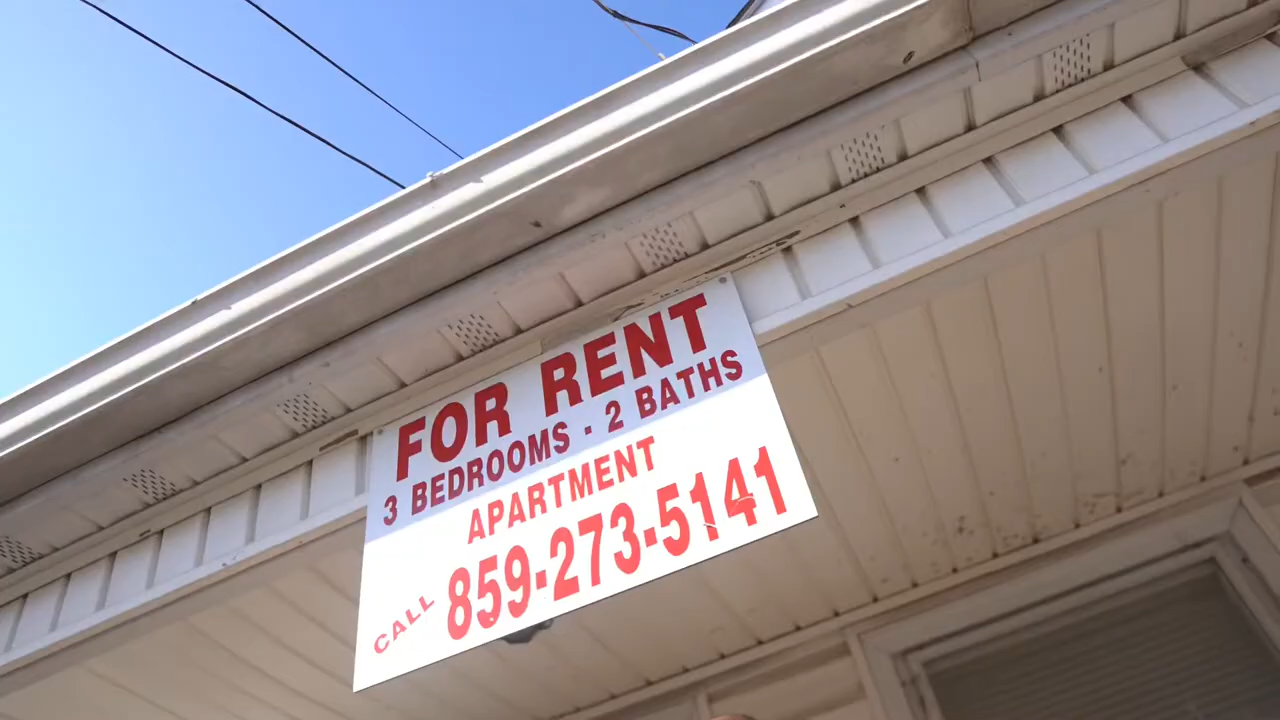 FOR RENT
3 BEDROOMS · 2 BATHS
APARTMENT
CALL 859-273-5141